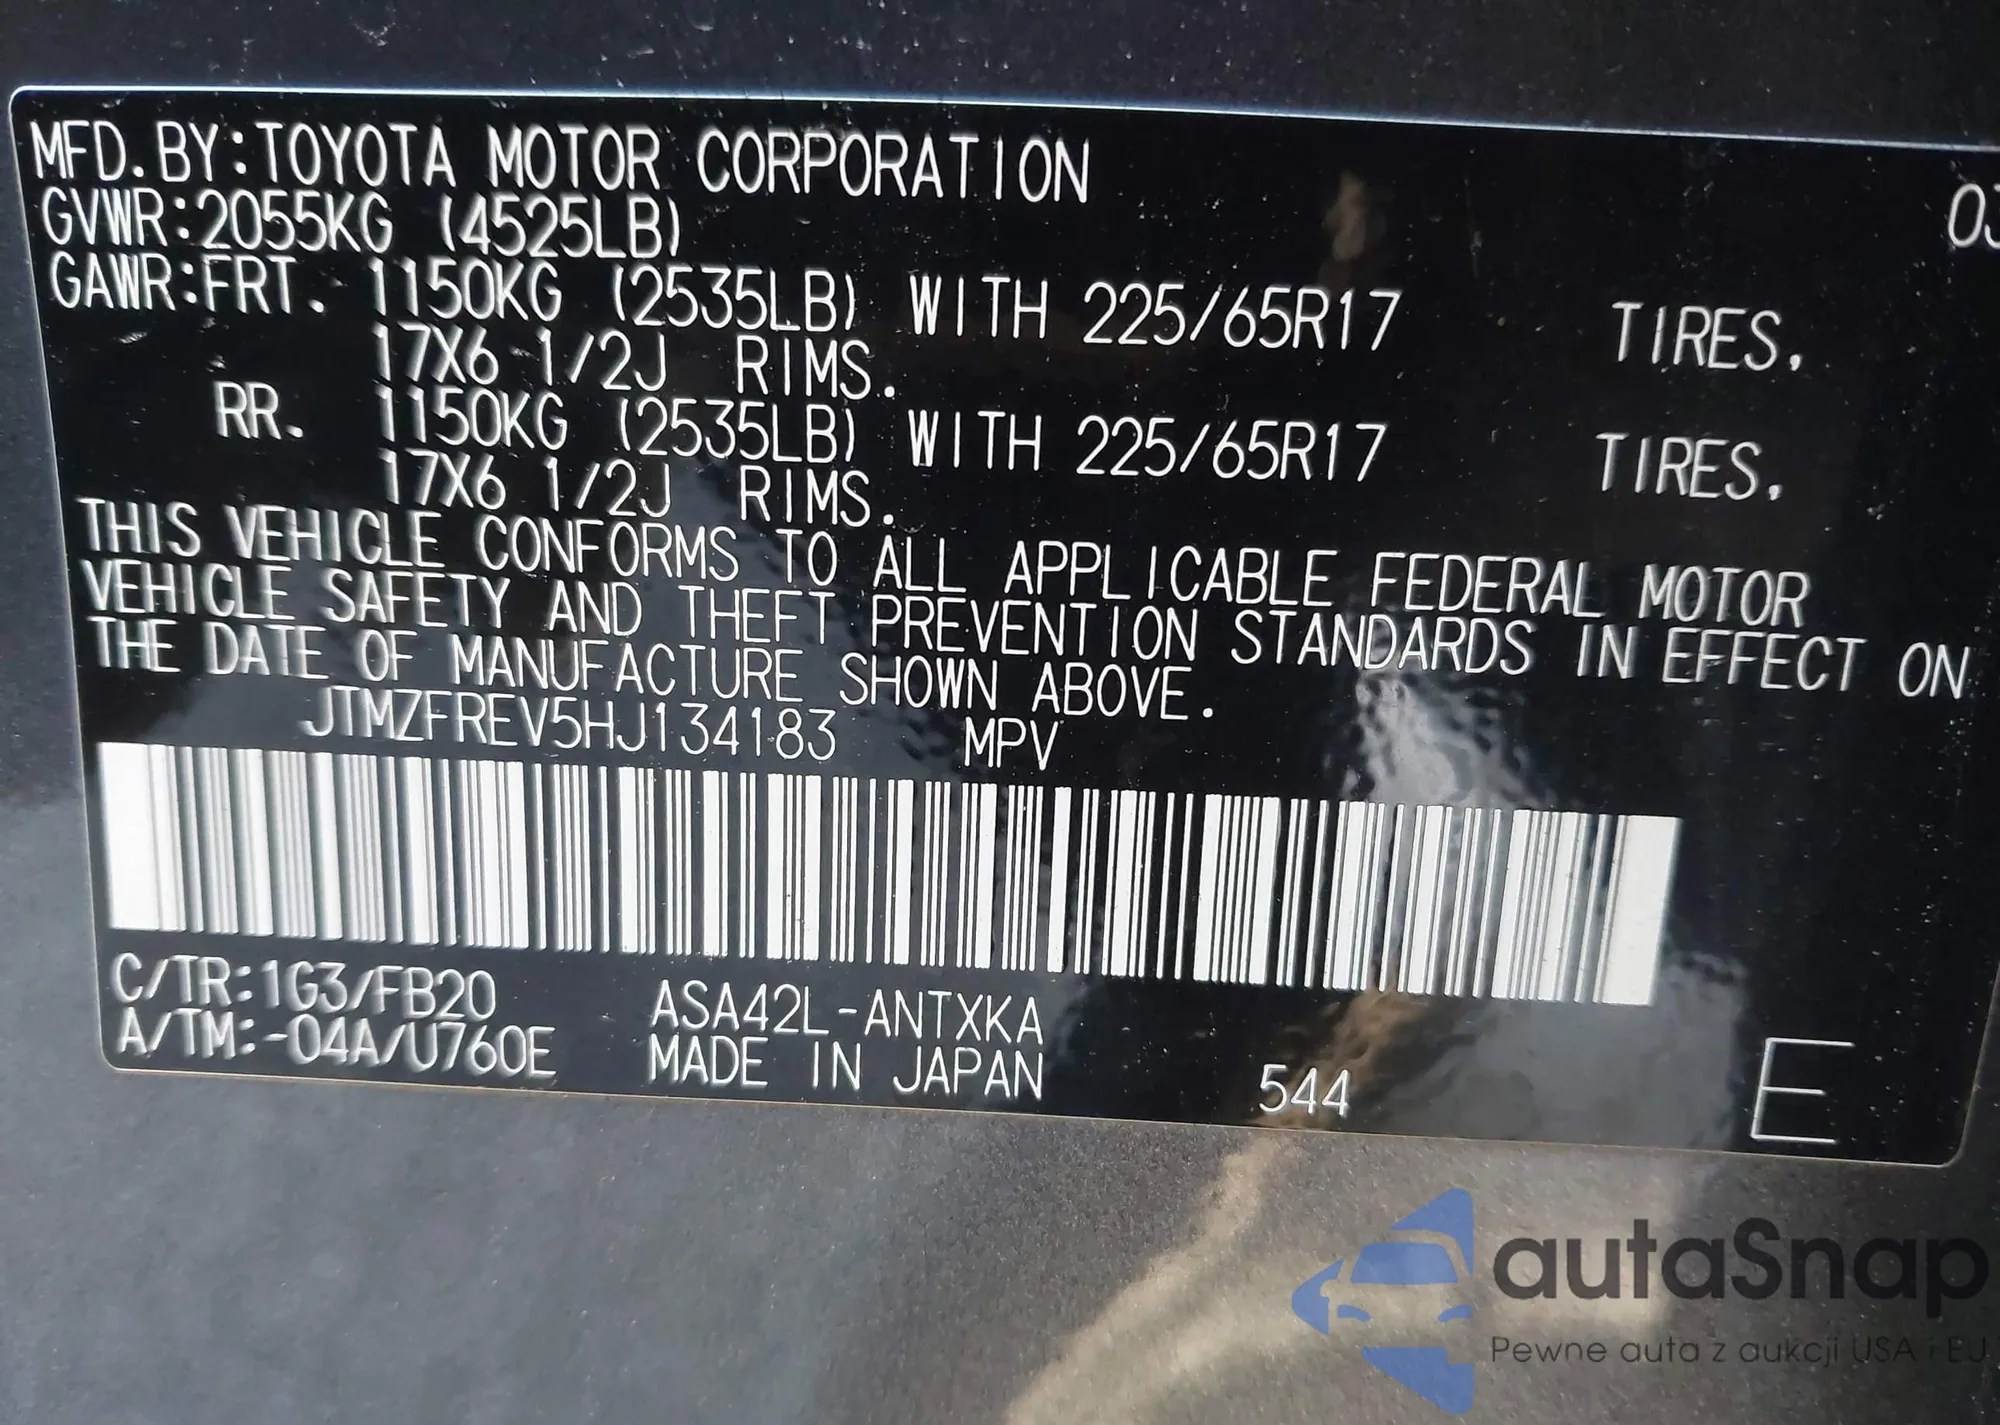 MFD.BY:TOYOTA MOTOR CORPORATION
03
GVWR:2055KG (4525LB)
GAWR:FRT. 1150KG (2535LB) WITH 225/65R17 TIRES,
17X6 1/2J RIMS.
RR. 1150KG (2535LB) WITH 225/65R17 TIRES,
17X6 1/2J RIMS.
THIS VEHICLE CONFORMS TO ALL APPLICABLE FEDERAL MOTOR
VEHICLE SAFETY AND THEFT PREVENTION STANDARDS IN EFFECT ON
THE DATE OF MANUFACTURE SHOWN ABOVE.
JTMZFREV5HJ134183 MPV
C/TR:1G3/FB20 ASA42L-ANTXKA
A/TM:-04A/U760E MADE IN JAPAN 544 E
autaSnap
Pewne auta z aukcji USA i EU